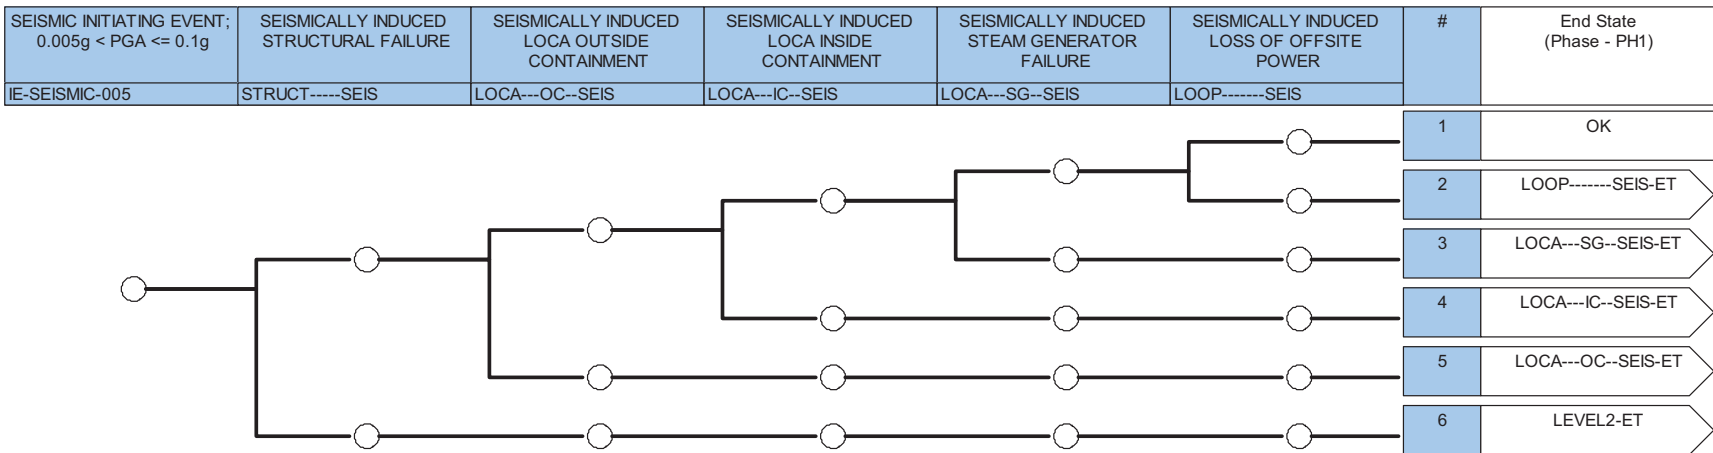 SEISMIC INITIATING EVENT;
0.005g < PGA <= 0.1g
SEISMICALLY INDUCED
STRUCTURAL FAILURE
SEISMICALLY INDUCED
LOCA OUTSIDE
CONTAINMENT
SEISMICALLY INDUCED
LOCA INSIDE
CONTAINMENT
SEISMICALLY INDUCED
STEAM GENERATOR
FAILURE
SEISMICALLY INDUCED
LOSS OF OFFSITE
POWER
#
End State
(Phase - PH1)
IE-SEISMIC-005
STRUCT-----SEIS
LOCA---OC--SEIS
LOCA---IC--SEIS
LOCA---SG--SEIS
LOOP-------SEIS
1
OK
2
LOOP-------SEIS-ET
3
LOCA---SG--SEIS-ET
4
LOCA---IC--SEIS-ET
5
LOCA---OC--SEIS-ET
6
LEVEL2-ET